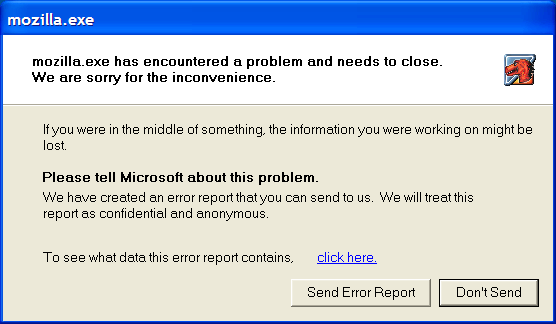 mozilla.exe
mozilla.exe has encountered a problem and needs to close.
We are sorry for the inconvenience.
If you were in the middle of something, the information you were working on might be
lost.
Please tell Microsoft about this problem.
We have created an error report that you can send to us. We will treat this
report as confidential and anonymous.
To see what data this error report contains, click here.
Send Error Report Don't Send